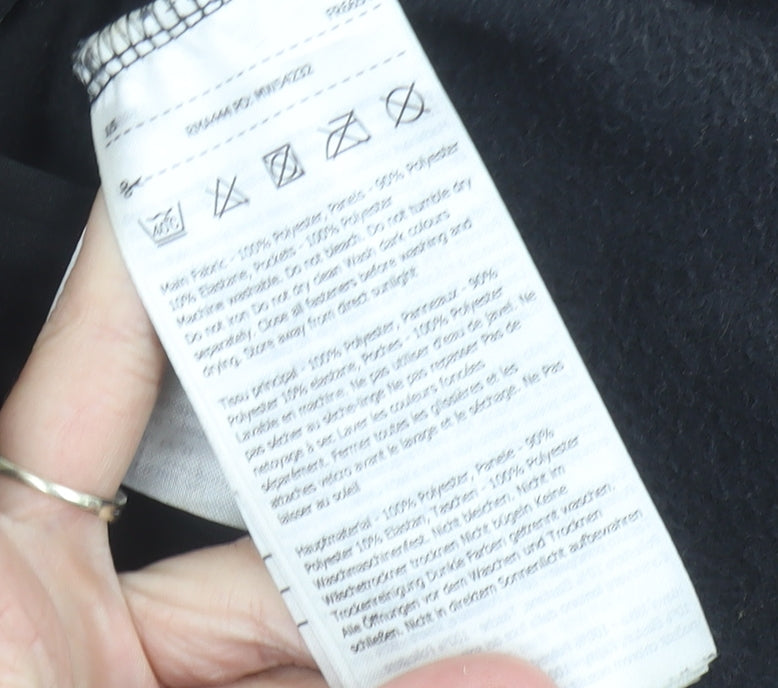 40°C
Main Fabric - 100% Polyester, Panels - 90% Polyester
10% Elastane, Pockets - 100% Polyester
Machine washable. Do not bleach. Do not tumble dry
Do not iron Do not dry clean Wash dark colours
separately. Close all fasteners before washing and
drying. Store away from direct sunlight
Tissu principal - 100% Polyester, Panneaux - 90%
Polyester 10% élastane, Poches - 100% Polyester
Lavable en machine. Ne pas utiliser d'eau de javel. Ne
pas sécher au sèche-linge Ne pas repasser Pas de
nettoyage à sec. Laver les couleurs foncées
séparément. Fermer toutes les glissières et les
attaches velcro avant le lavage et le séchage. Ne Pas
laisser au soleil
Hauptmaterial - 100% Polyester, Panele - 90%
Polyester 10% Elastan, Taschen - 100% Polyester
Waschmaschinenfest. Nicht bleichen. Nicht im
Wäschetrockner trocknen Nicht bügeln Keine
Trockenreinigung Dunkle Farben getrennt waschen.
Alle Öffnungen vor dem Waschen und Trocknen
schließen. Nicht in direktem Sonnenlicht aufbewahren